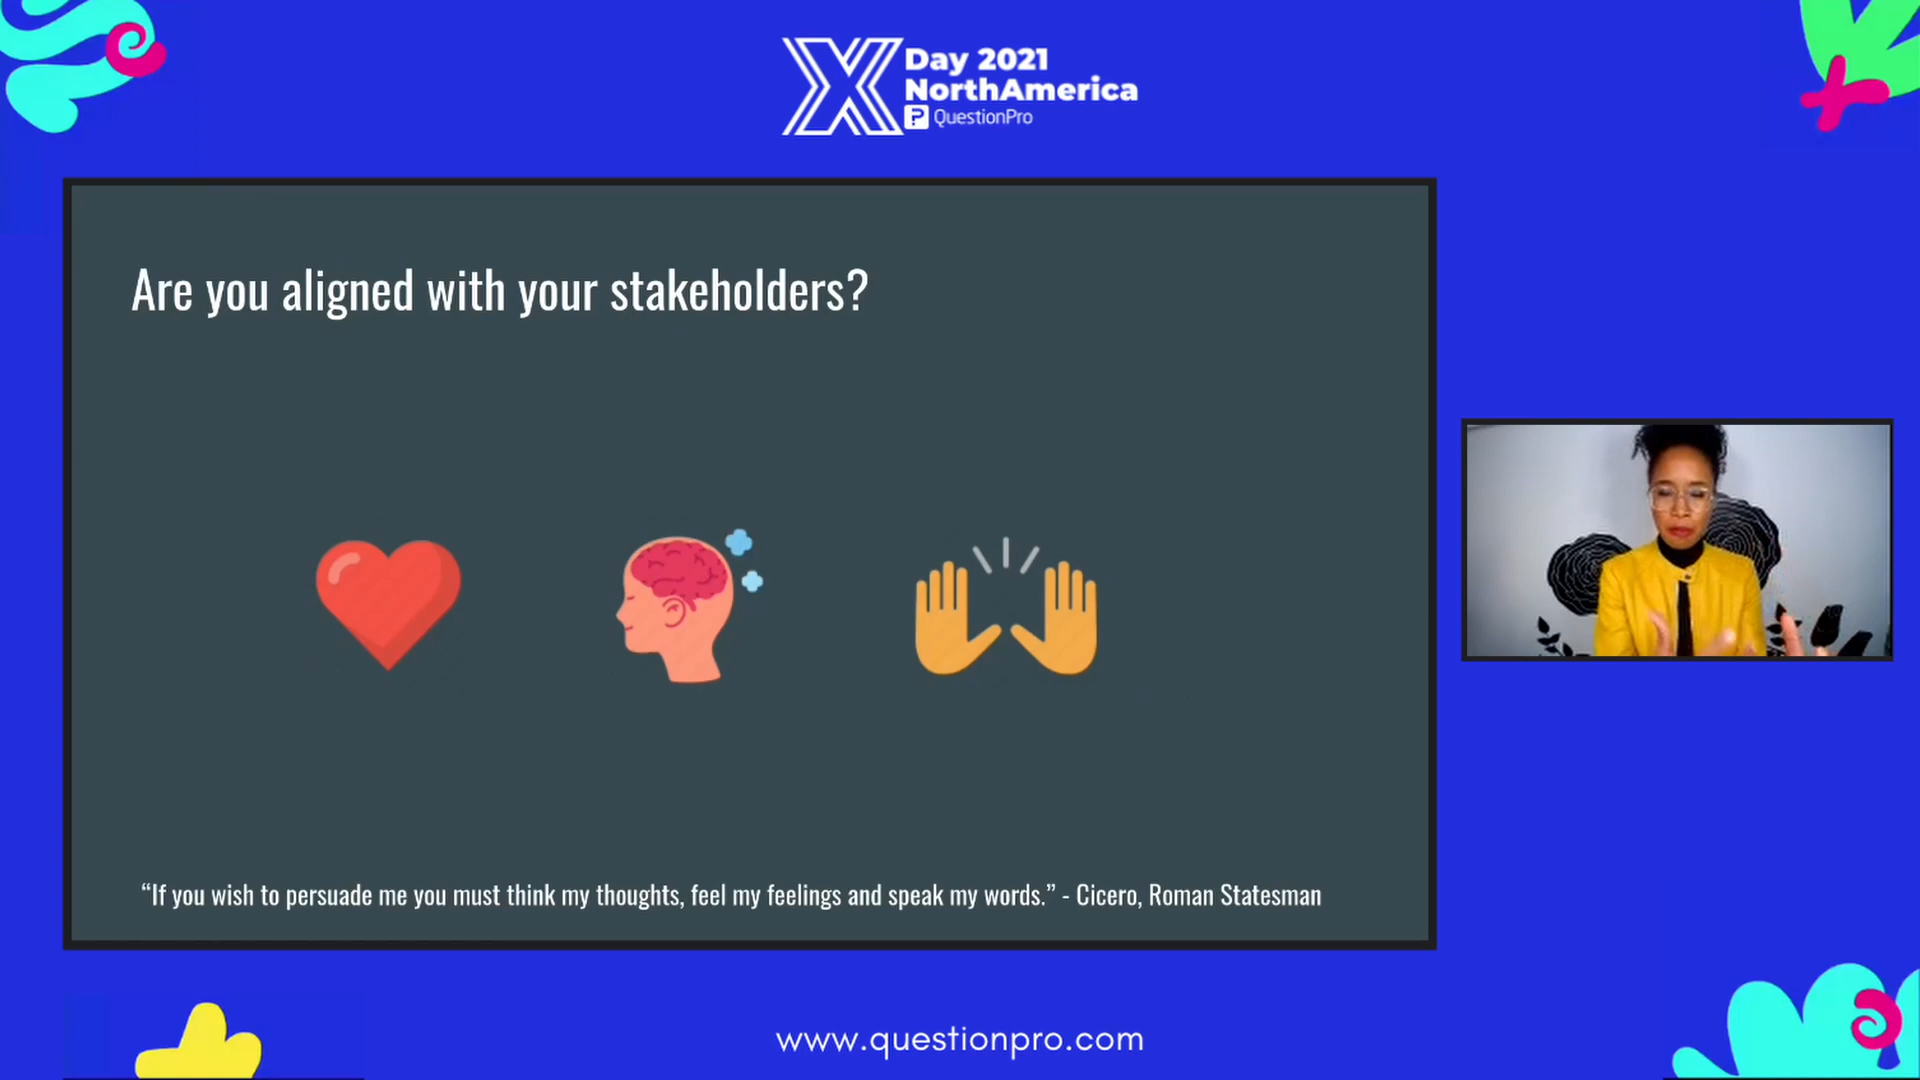 Day 2021
NorthAmerica
QuestionPro
Are you aligned with your stakeholders?
“If you wish to persuade me you must think my thoughts, feel my feelings and speak my words.” - Cicero, Roman Statesman
www.questionpro.com